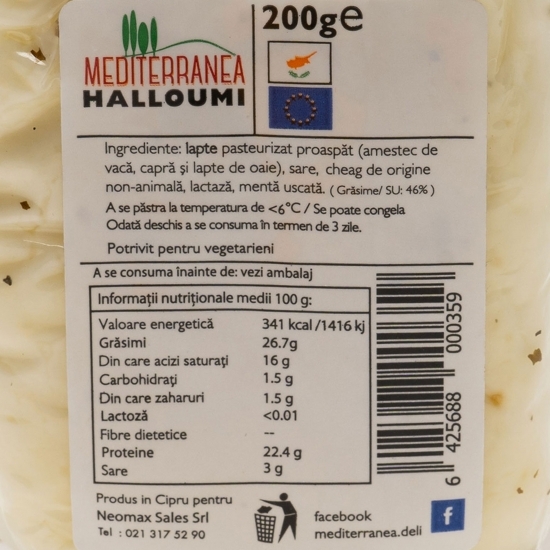 200g℮
MEDITERRANEA
HALLOUMI
Ingrediente: lapte pasteurizat proaspăt (amestec de
vacă, capră și lapte de oaie), sare, cheag de origine
non-animală, lactază, mentă uscată. ( Grăsime/ SU: 46% )
A se păstra la temperatura de <6°C / Se poate congela
Odată deschis a se consuma în termen de 3 zile.
Potrivit pentru vegetarieni
A se consuma înainte de: vezi ambalaj
Informații nutriționale medii 100 g:
Valoare energetică 341 kcal /1416 kj
Grăsimi 26.7g
Din care acizi saturați 16 g
Carbohidrați 1.5 g
Din care zaharuri 1.5 g
Lactoză <0.01
Fibre dietetice --
Proteine 22.4 g
Sare 3 g
6 425688 000359
Produs in Cipru pentru
Neomax Sales Srl
Tel : 021 317 52 90
facebook
mediterranea.deli
f